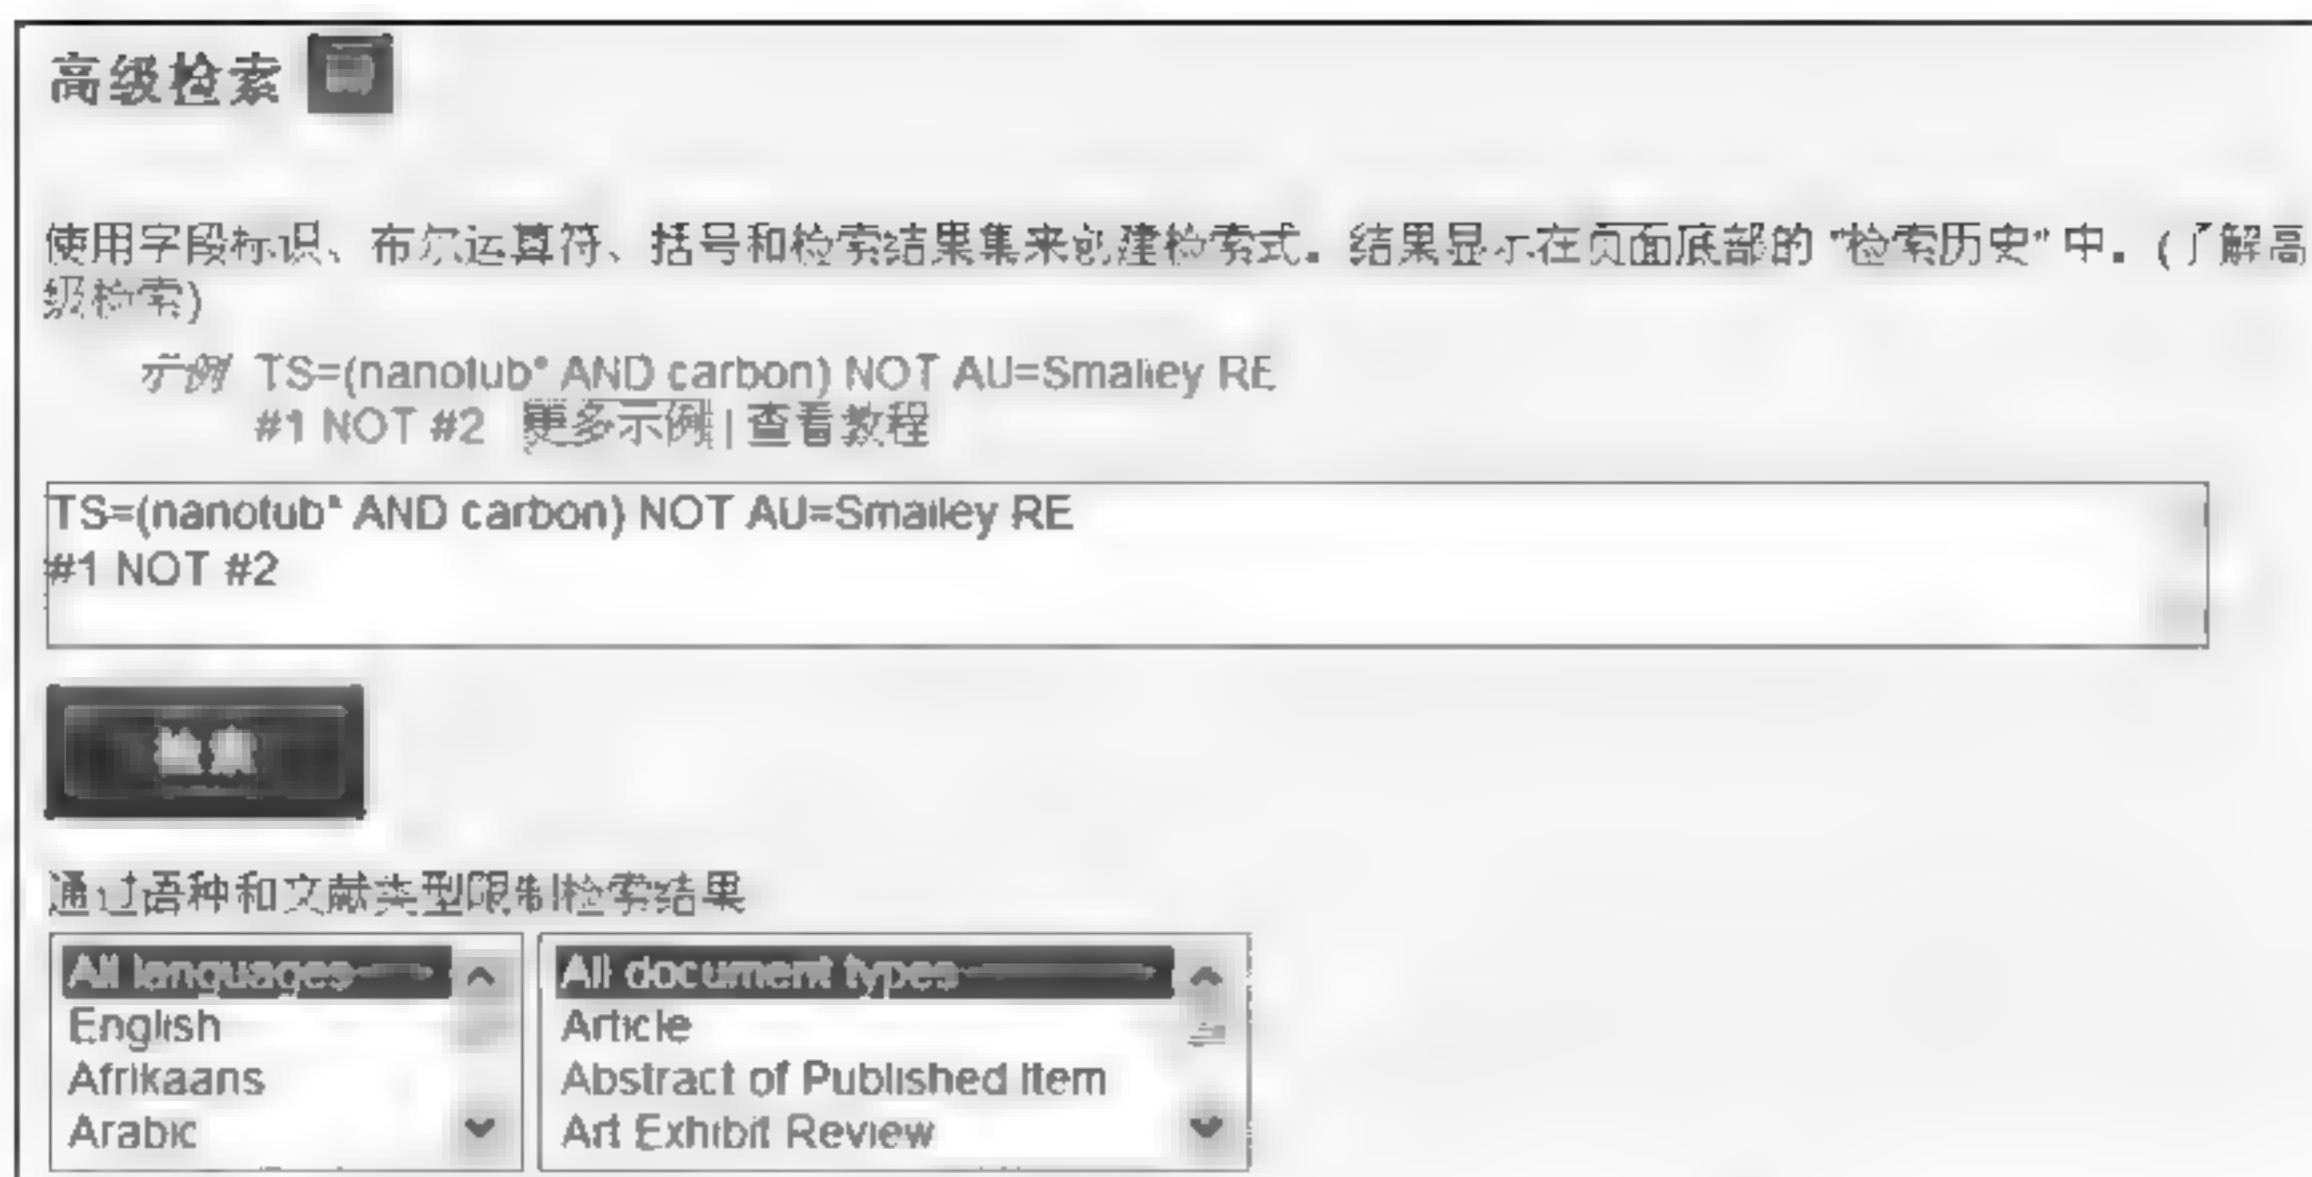 高级检索
使用字段标识、布尔运算符、括号和检索结果集来创建检索式。结果显示在页面底部的“检索历史”中。(了解高
级检索)
示例 TS=(nanotub* AND carbon) NOT AU=Smalley RE
#1 NOT #2 更多示例 | 查看教程
TS=(nanotub* AND carbon) NOT AU=Smalley RE
#1 NOT #2
通过语种和文献类型限制检索结果
All languages
English
Afrikaans
Arabic
All document types
Article
Abstract of Published Item
Art Exhibit Review